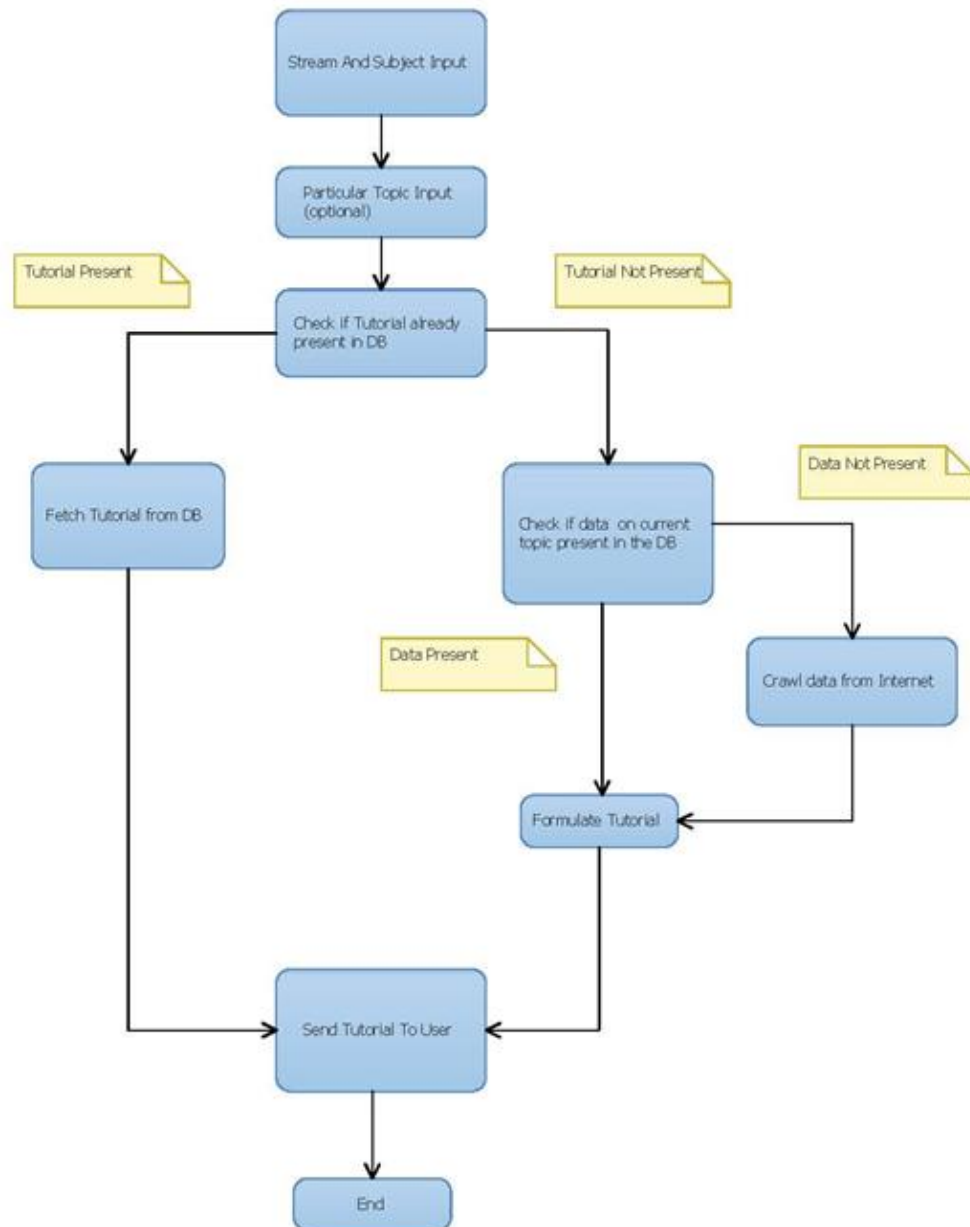 Stream And Subject Input
Particular Topic Input
(optional)
Tutorial Present
Tutorial Not Present
Check if Tutorial already
present in DB
Data Not Present
Fetch Tutorial from DB
Check if data on current
topic present in the DB
Data Present
Crawl data from Internet
Formulate Tutorial
Send Tutorial To User
End